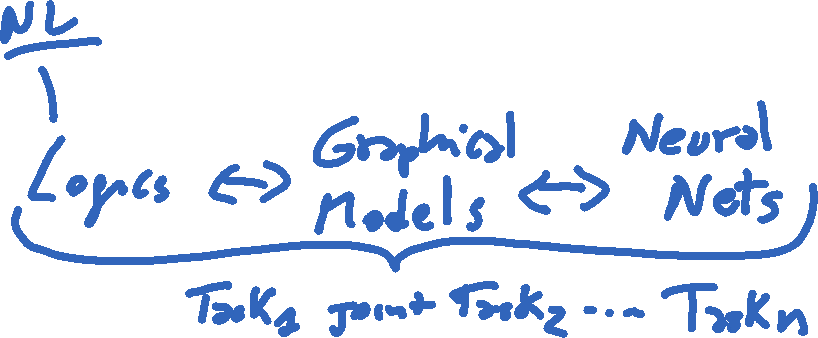 NL
Logics <-> Graphical Models <-> Neural Nets
Task1 joint Task2 .... Taskn